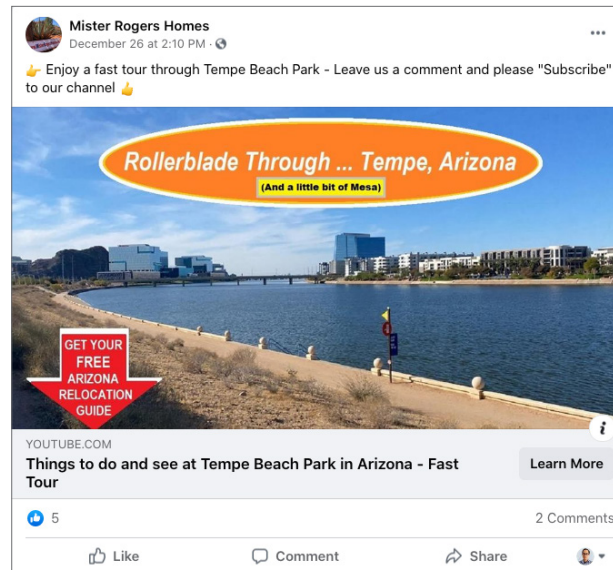 Mister Rogers Homes
December 26 at 2:10 PM ·
👉 Enjoy a fast tour through Tempe Beach Park - Leave us a comment and please "Subscribe"
to our channel 👍
Rollerblade Through ... Tempe, Arizona
(And a little bit of Mesa)
GET YOUR
FREE
ARIZONA
RELOCATION
GUIDE
i
YOUTUBE.COM
Things to do and see at Tempe Beach Park in Arizona - Fast
Tour
Learn More
5
2 Comments
Like
Comment
Share